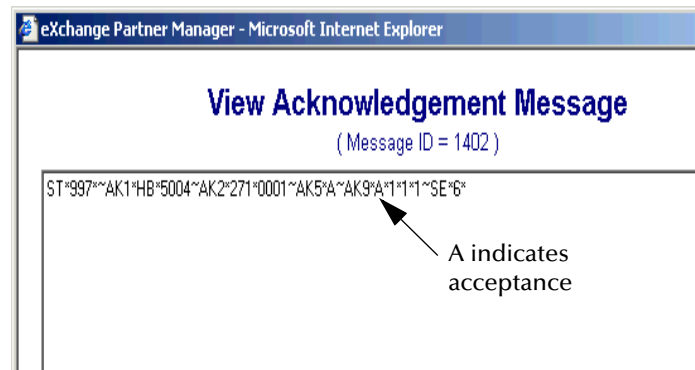 eXchange Partner Manager - Microsoft Internet Explorer
View Acknowledgement Message
( Message ID = 1402 )
ST*997*~AK1*HB*5004~AK2*271*0001~AK5*A~AK9*A*1*1*1~SE*6*
A indicates
acceptance